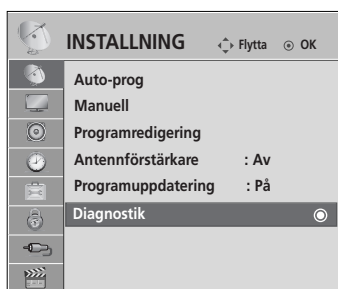 INSTALLNING Flytta OK
Auto-prog
Manuell
Programredigering
Antennförstärkare : Av
Programuppdatering : På
Diagnostik